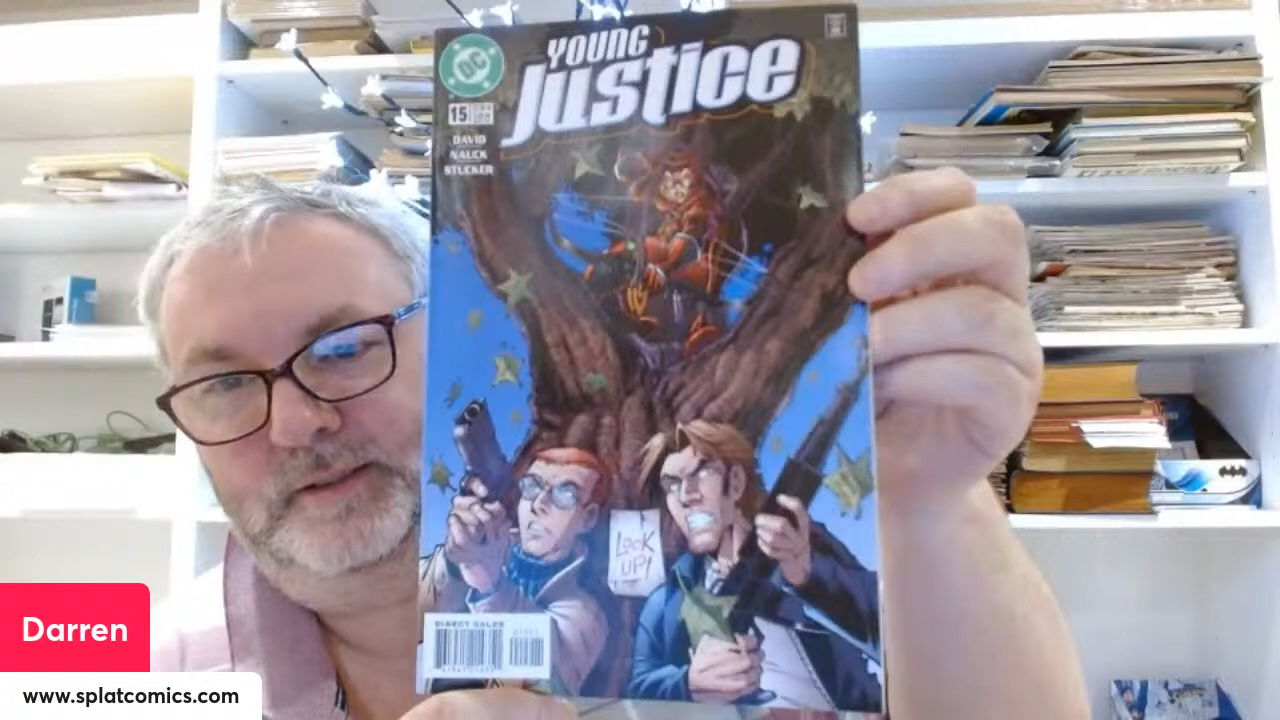 DC
YOUNG
justice
15
DAVID
NAUCK
STUCKER
LOOK
UP!
DIRECT SALES
Darren
www.splatcomics.com